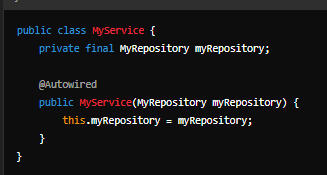 public class MyService {
    private final MyRepository myRepository;

    @Autowired
    public MyService(MyRepository myRepository) {
        this.myRepository = myRepository;
    }
}